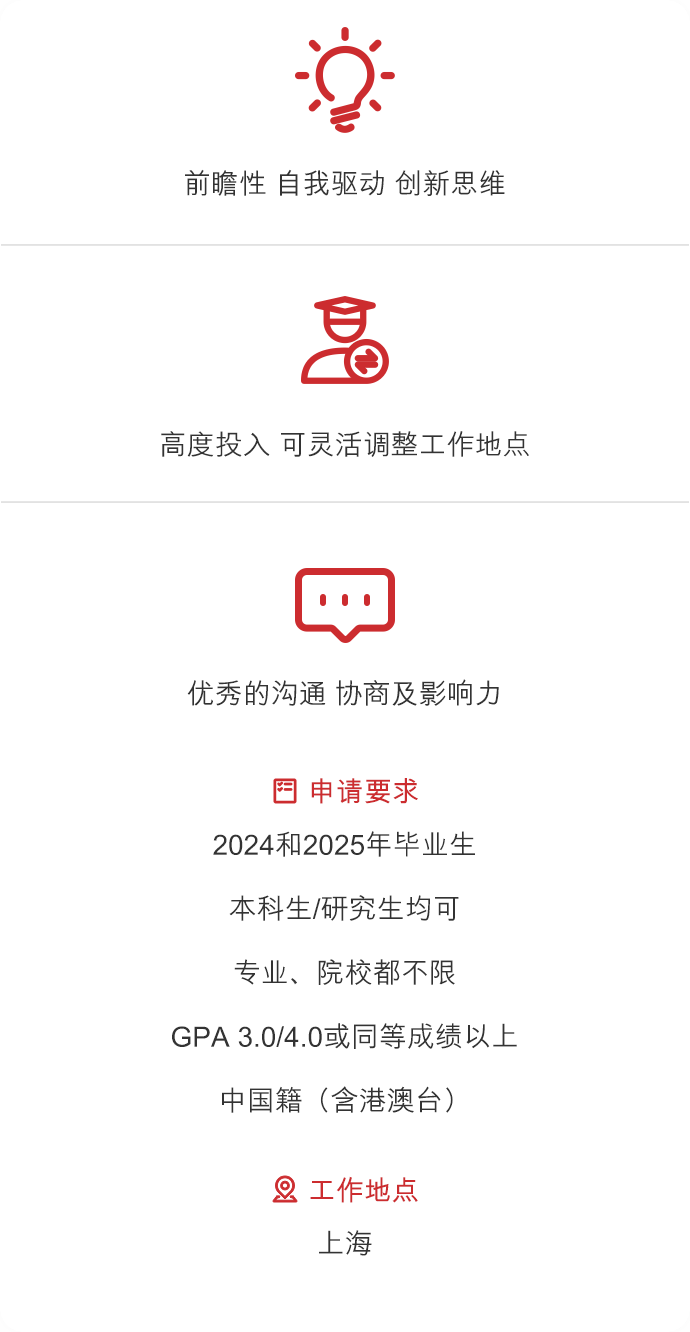 前瞻性 自我驱动 创新思维
高度投入 可灵活调整工作地点
优秀的沟通 协商及影响力
申请要求
2024和2025年毕业生
本科生/研究生均可
专业、院校都不限
GPA 3.0/4.0或同等成绩以上
中国籍（含港澳台）
工作地点
上海